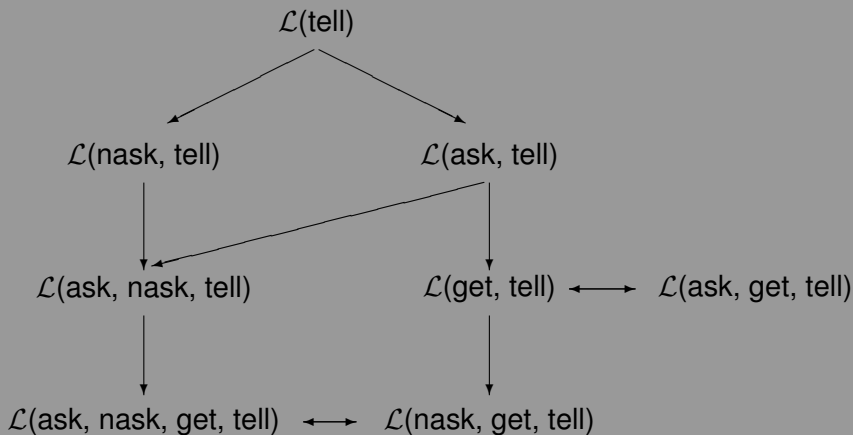 ℒ(tell)
ℒ(nask, tell) ℒ(ask, tell)
ℒ(ask, nask, tell) ℒ(get, tell) ℒ(ask, get, tell)
ℒ(ask, nask, get, tell) ℒ(nask, get, tell)